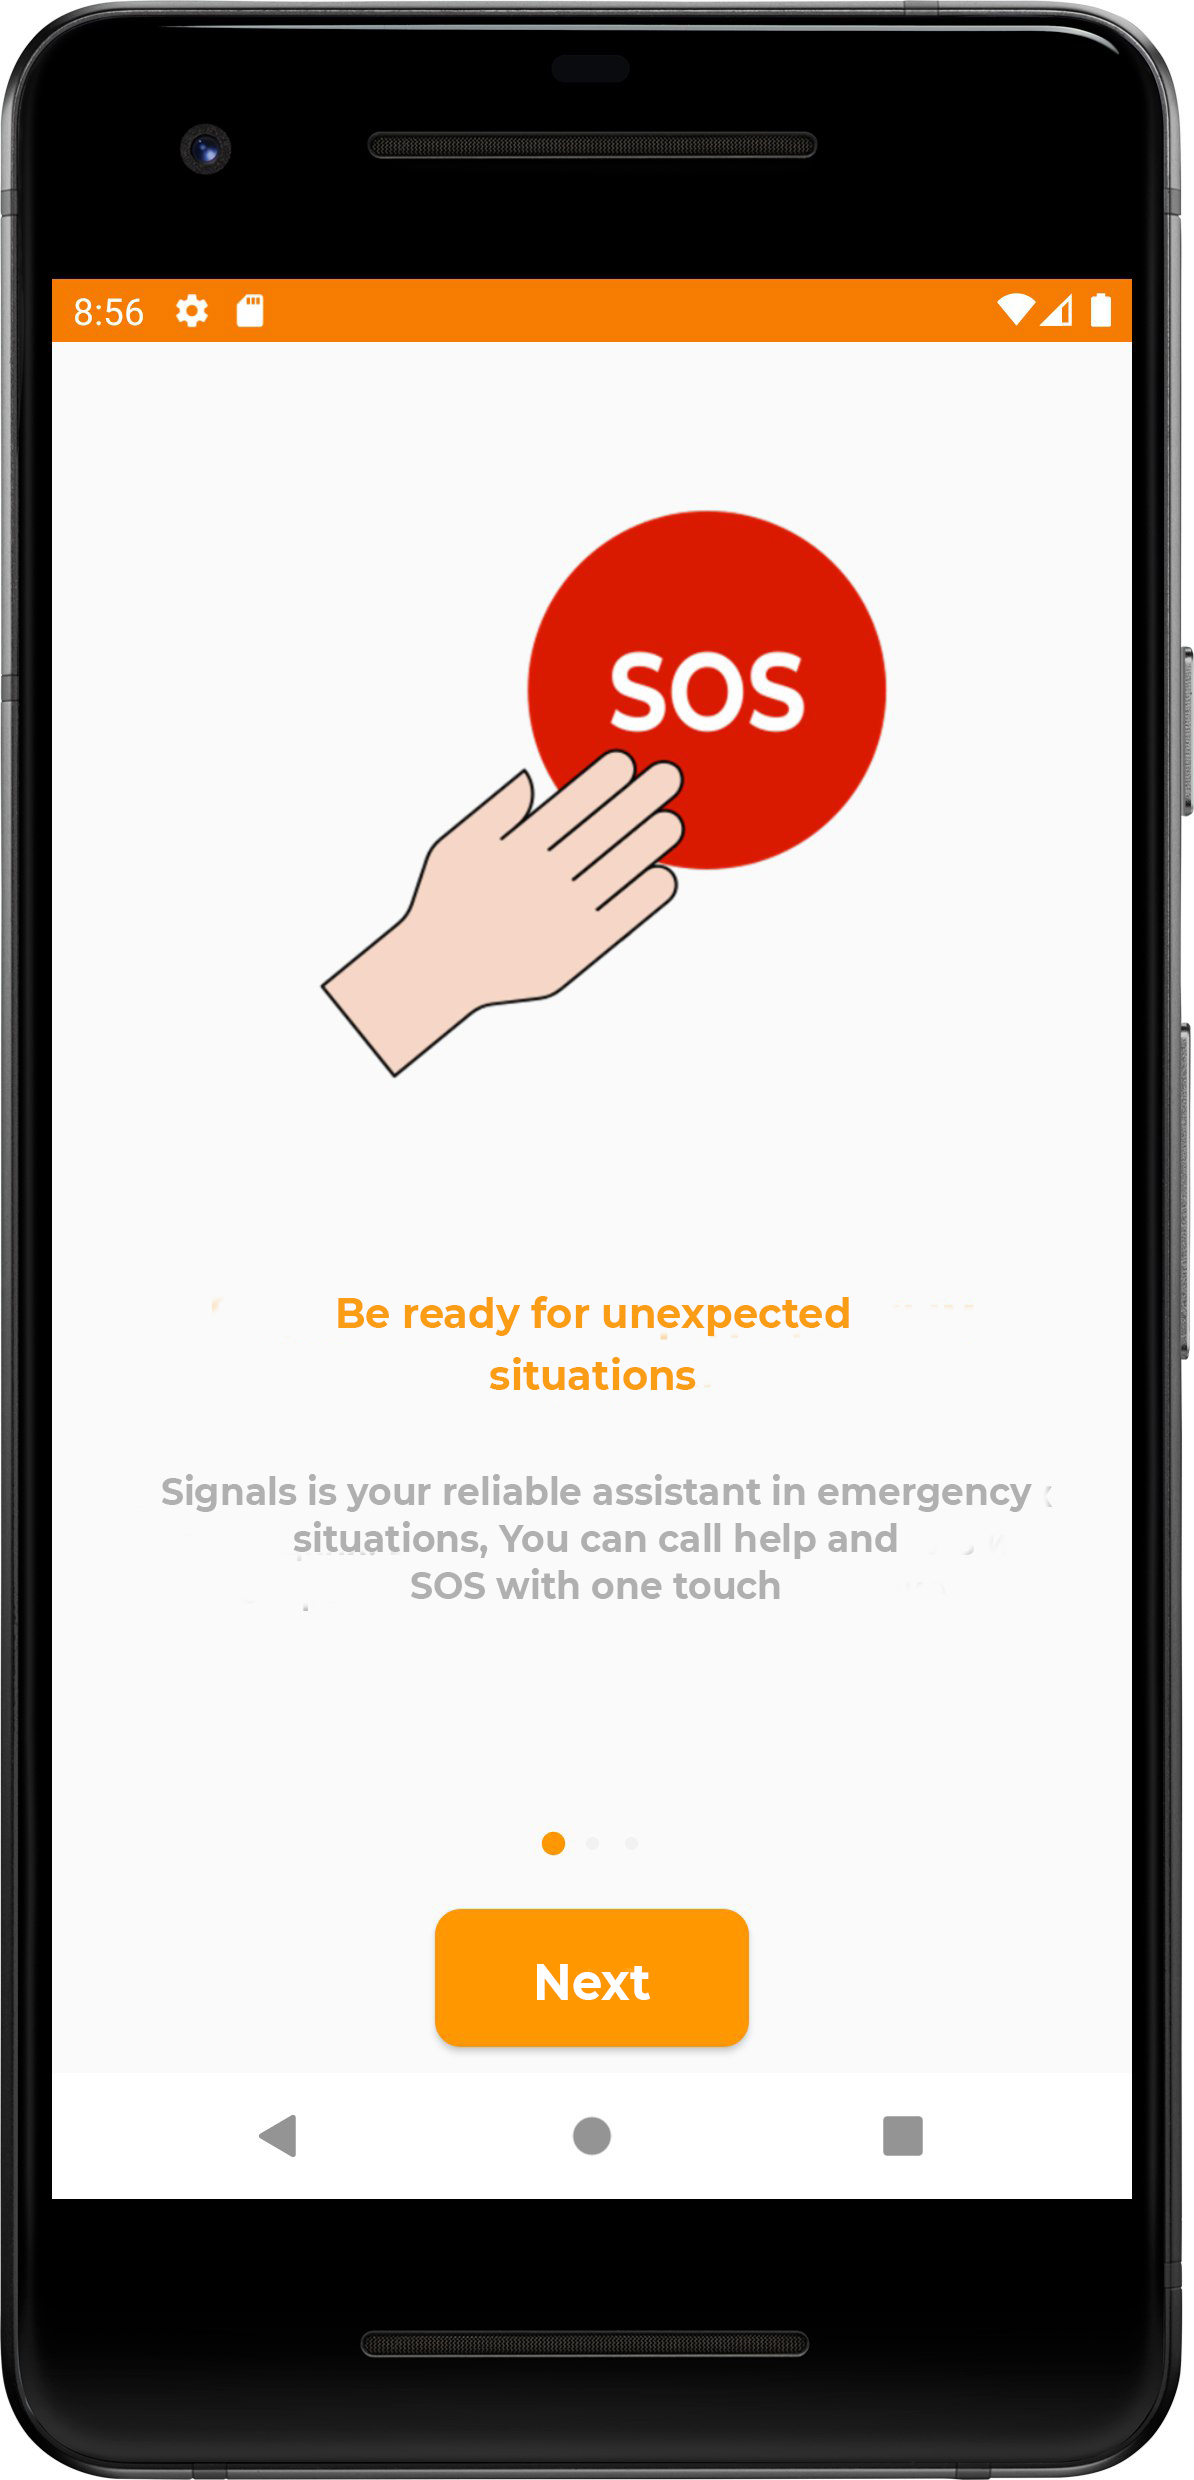 8:56
SOS
Be ready for unexpected
situations
Signals is your reliable assistant in emergency
situations, You can call help and
SOS with one touch
Next